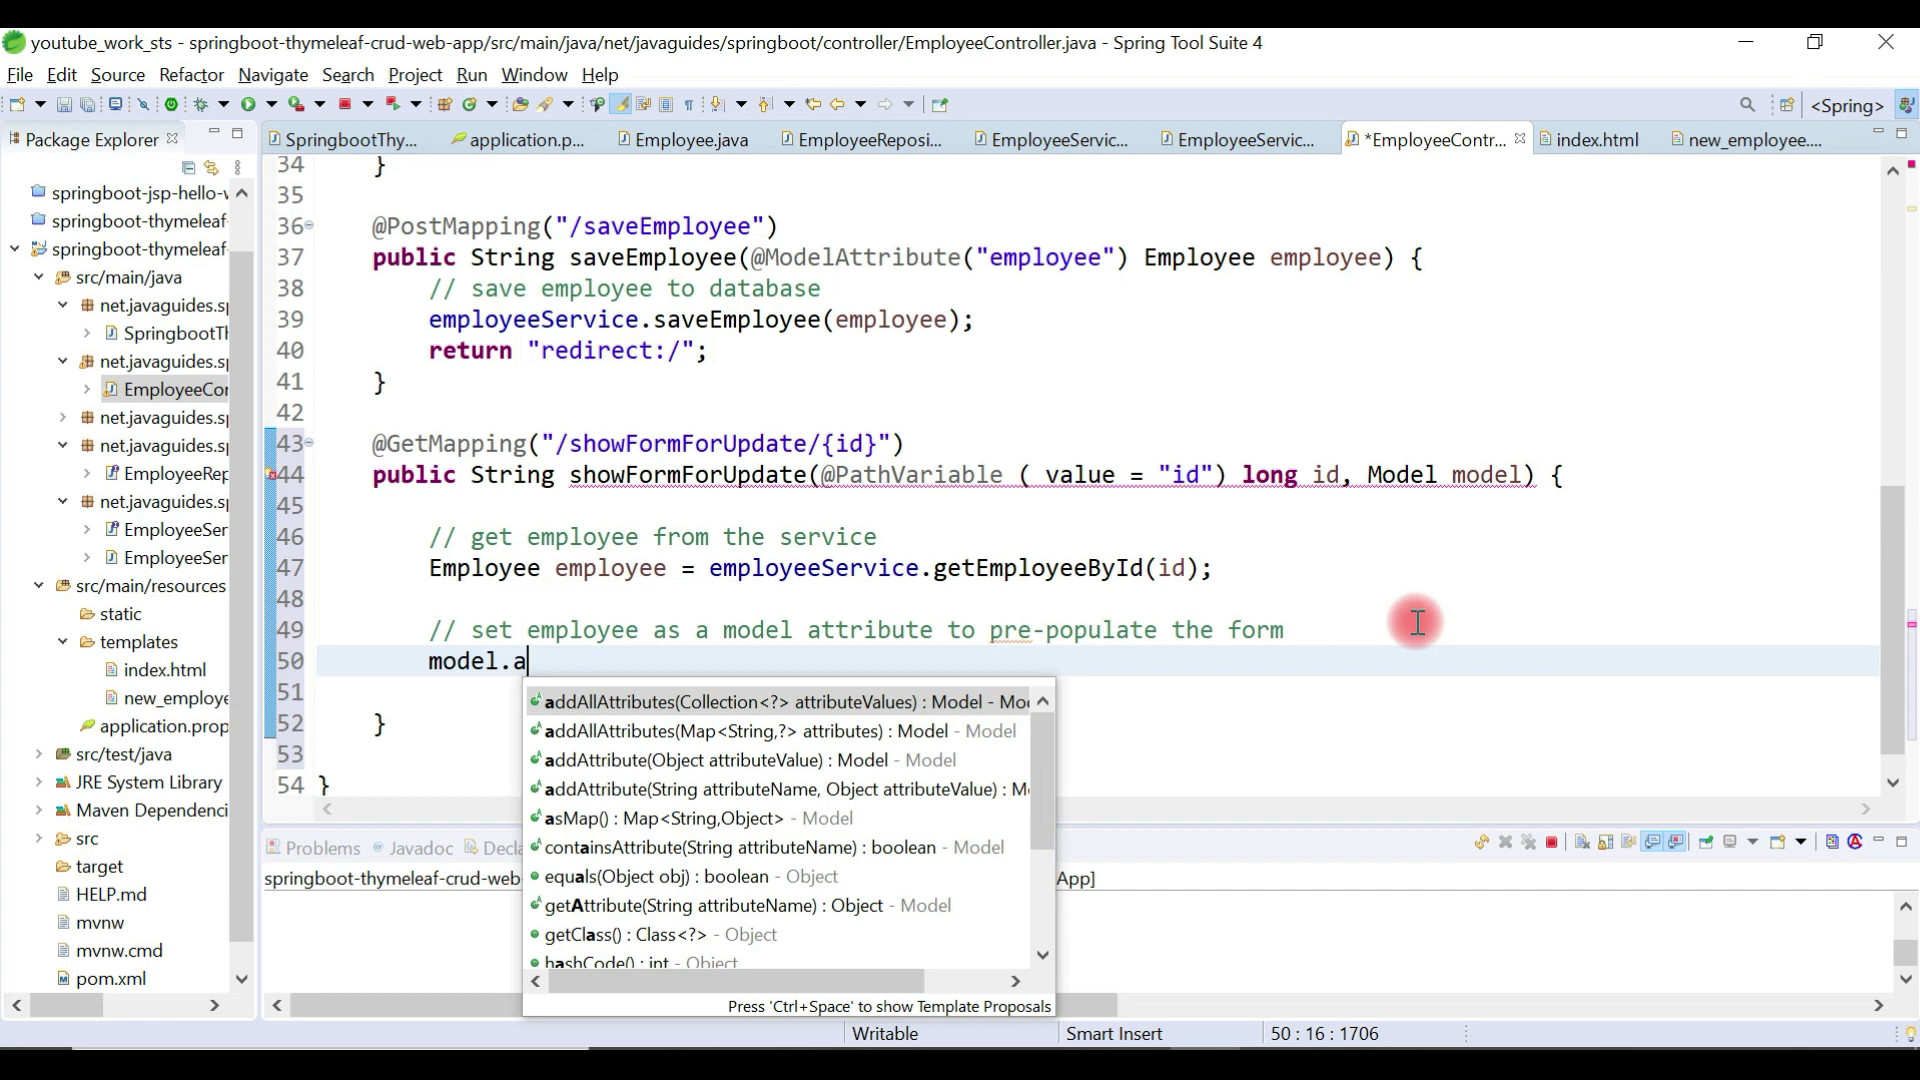 youtube_work_sts - springboot-thymeleaf-crud-web-app/src/main/java/net/javaguides/springboot/controller/EmployeeController.java - Spring Tool Suite 4
File Edit Source Refactor Navigate Search Project Run Window Help
<Spring>
Package Explorer
SpringbootThy... application.p... Employee.java EmployeeReposi... EmployeeServic... EmployeeServic... *EmployeeContr... index.html new_employee....
springboot-jsp-hello-
springboot-thymeleaf-
springboot-thymeleaf-
src/main/java
net.javaguides.s
SpringbootTh
net.javaguides.s
EmployeeCo
net.javaguides.s
net.javaguides.s
EmployeeRep
net.javaguides.s
EmployeeSer
EmployeeSer
src/main/resources
static
templates
index.html
new_employe
application.prop
src/test/java
JRE System Library
Maven Dependenci
src
target
HELP.md
mvnw
mvnw.cmd
pom.xml
34 }
35
36 @PostMapping("/saveEmployee")
37 public String saveEmployee(@ModelAttribute("employee") Employee employee) {
38 // save employee to database
39 employeeService.saveEmployee(employee);
40 return "redirect:/";
41 }
42
43 @GetMapping("/showFormForUpdate/{id}")
44 public String showFormForUpdate(@PathVariable ( value = "id") long id, Model model) {
45
46 // get employee from the service
47 Employee employee = employeeService.getEmployeeById(id);
48
49 // set employee as a model attribute to pre-populate the form
50 model.a
51
52 }
53
54 }
addAllAttributes(Collection<?> attributeValues) : Model - Mo
addAllAttributes(Map<String,?> attributes) : Model - Model
addAttribute(Object attributeValue) : Model - Model
addAttribute(String attributeName, Object attributeValue) : M
asMap() : Map<String,Object> - Model
containsAttribute(String attributeName) : boolean - Model
equals(Object obj) : boolean - Object
getAttribute(String attributeName) : Object - Model
getClass() : Class<?> - Object
hashCode() : int - Object
Press 'Ctrl+Space' to show Template Proposals
Problems Javadoc Decla
springboot-thymeleaf-crud-web- App]
Writable Smart Insert 50 : 16 : 1706